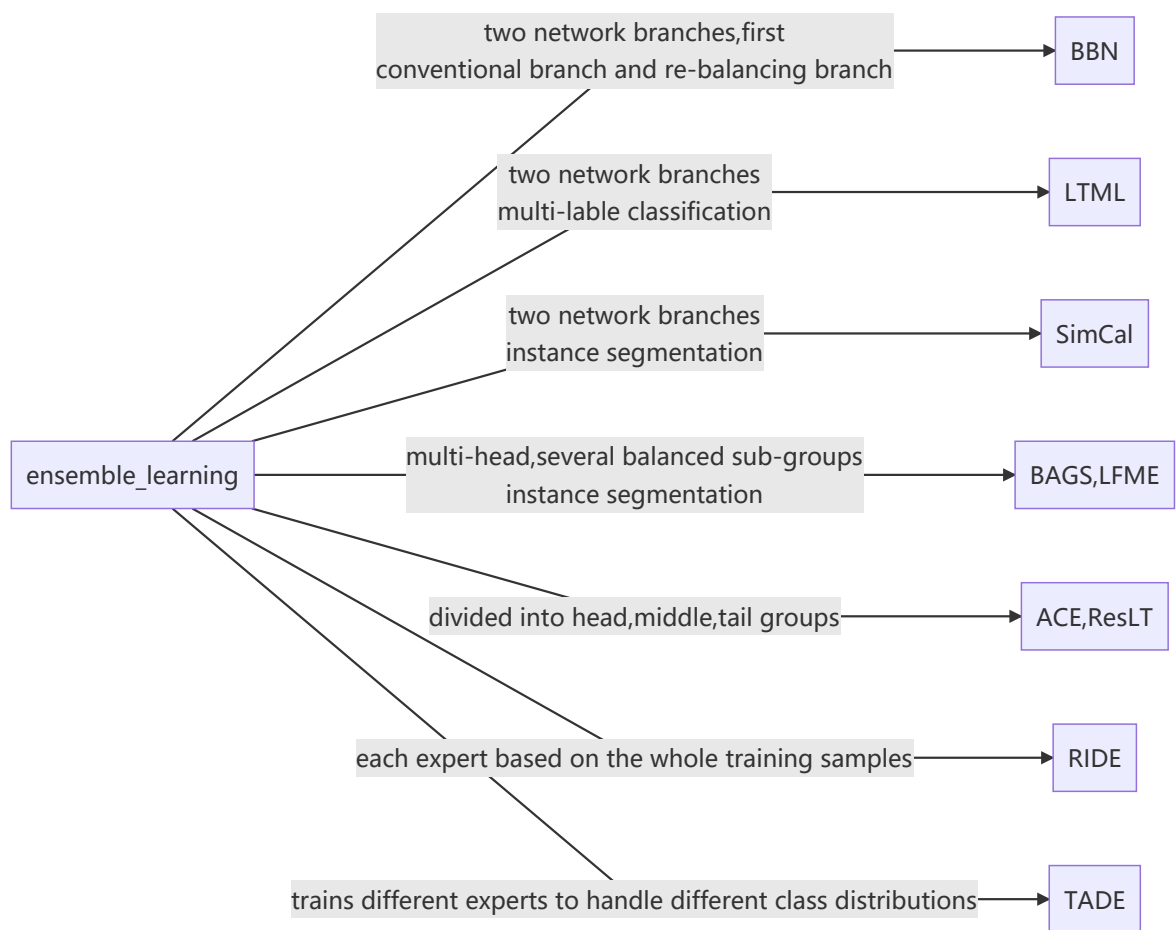 two network branches,first
conventional branch and re-balancing branch
BBN
two network branches
multi-lable classification
LTML
two network branches
instance segmentation
SimCal
ensemble_learning
multi-head,several balanced sub-groups
instance segmentation
BAGS,LFME
divided into head,middle,tail groups
ACE,ResLT
each expert based on the whole training samples
RIDE
trains different experts to handle different class distributions
TADE